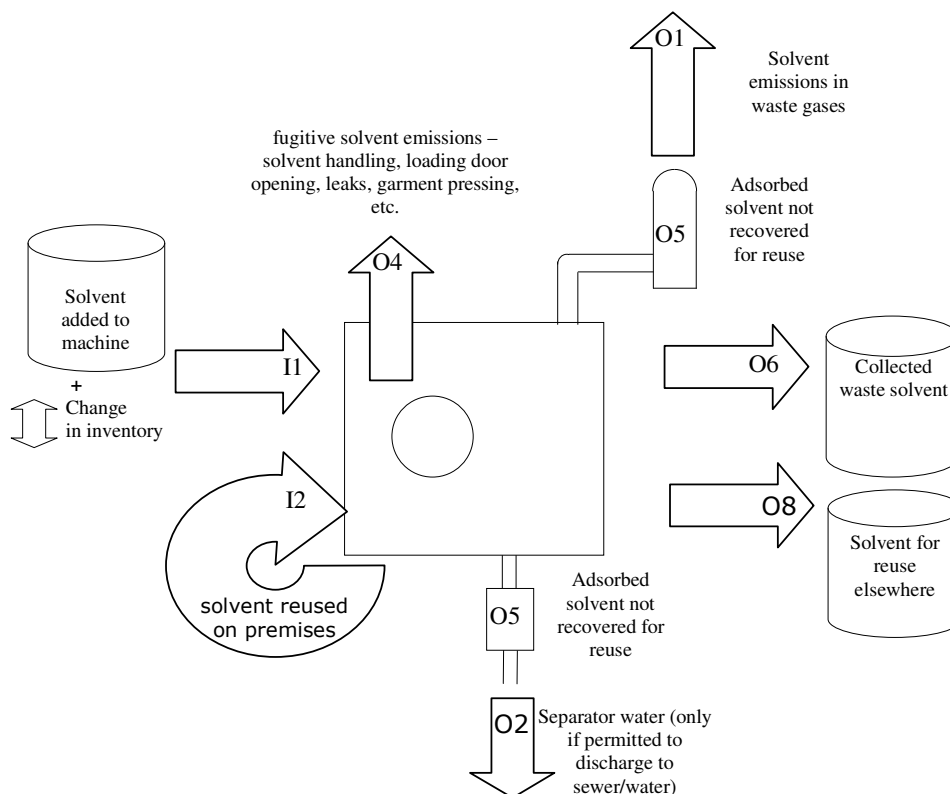 O1
Solvent
emissions in
waste gases
fugitive solvent emissions –
solvent handling, loading door
opening, leaks, garment pressing,
etc.
O5
Adsorbed
solvent not
recovered
for reuse
O4
Solvent
added to
machine
+
Change
in inventory
I1
O6
Collected
waste solvent
I2
solvent reused
on premises
O8
Solvent for
reuse
elsewhere
O5
Adsorbed
solvent not
recovered for
reuse
O2
Separator water (only
if permitted to
discharge to
sewer/water)